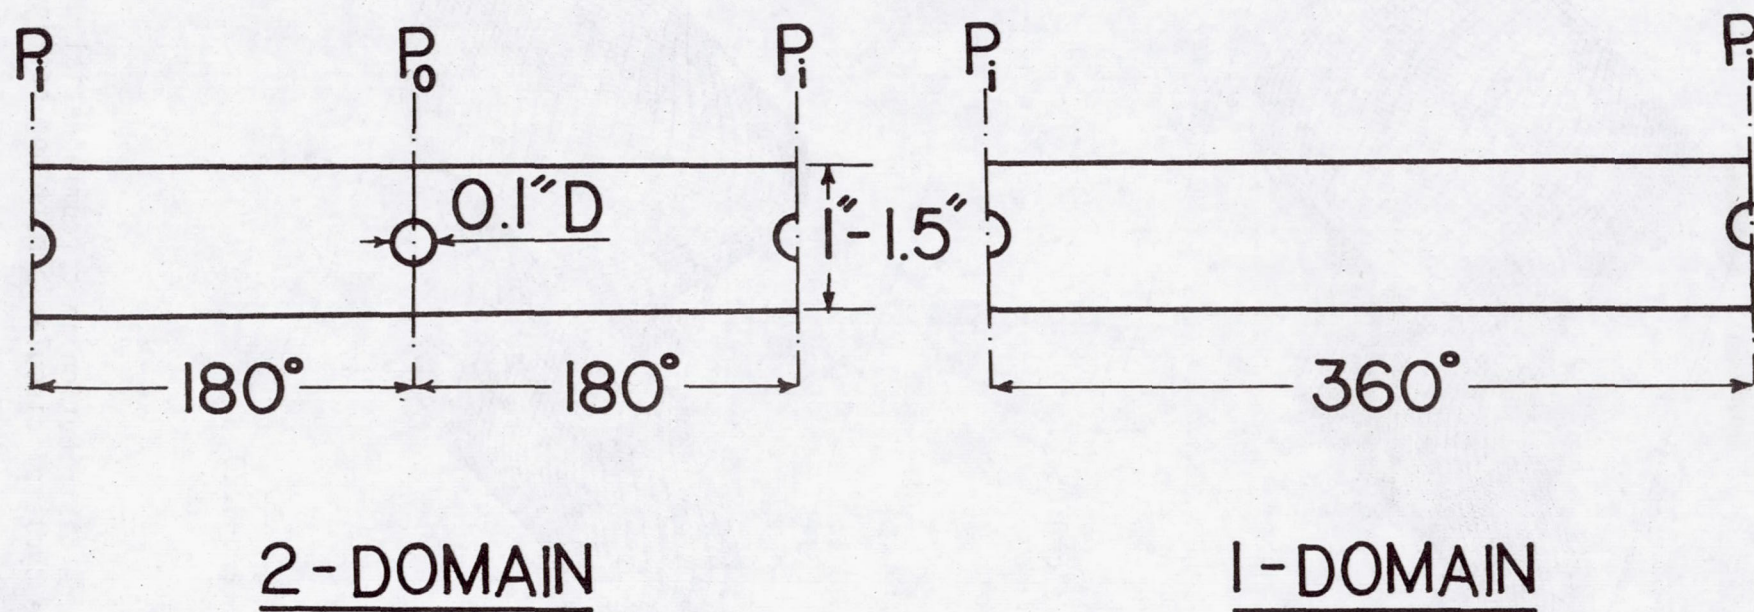 Pi
Po
Pi
Pi
Pi
0.1"D
1"-1.5"
180°
180°
360°
2-DOMAIN
1-DOMAIN